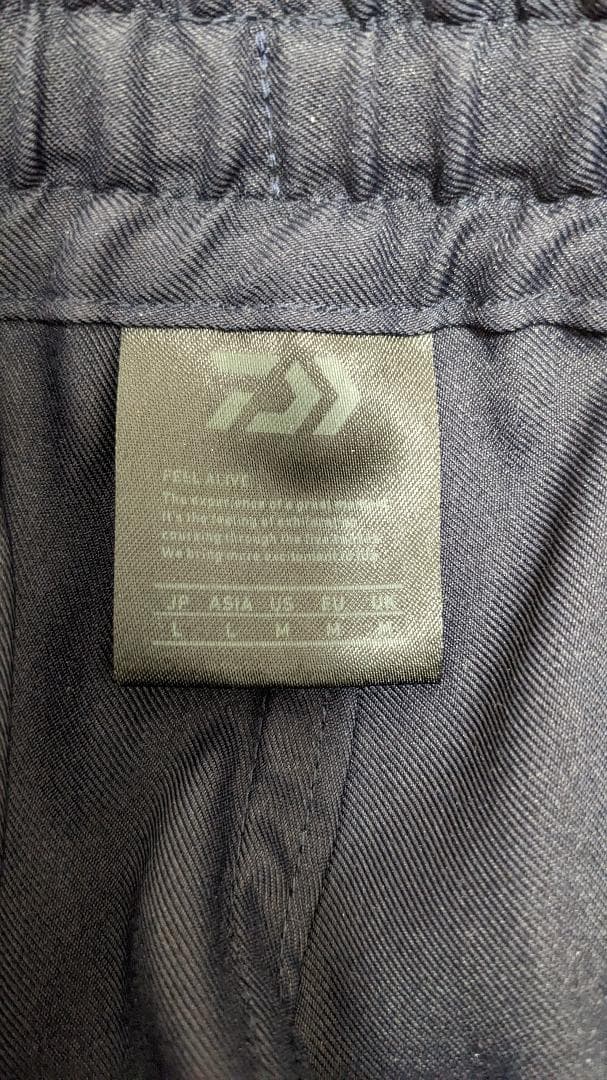 FEEL ALIVE
The experience of a great
It's the feeling of
coursing through the
We bring more excitement
JP ASIA US EU UK
L L M M M